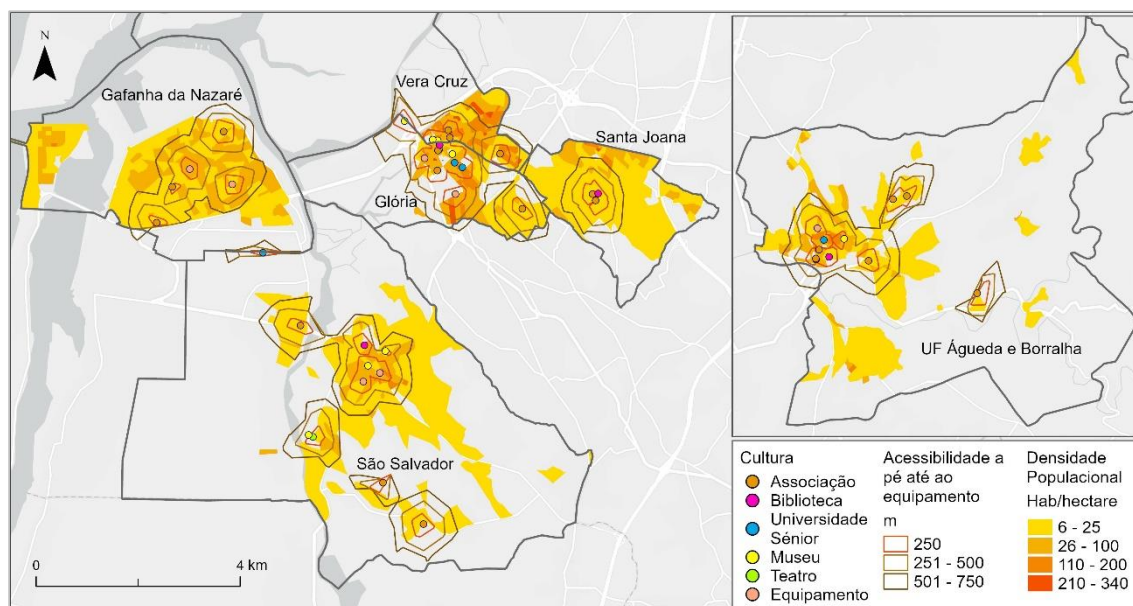 N
Gafanha da Nazaré
Vera Cruz
Santa Joana
Glória
São Salvador
UF Águeda e Borralha
0
4 km
Cultura
Associação
Biblioteca
Universidade
Sénior
Museu
Teatro
Equipamento
Acessibilidade a
pé até ao
equipamento
m
250
251 - 500
501 - 750
Densidade
Populacional
Hab/hectare
6 - 25
26 - 100
110 - 200
210 - 340